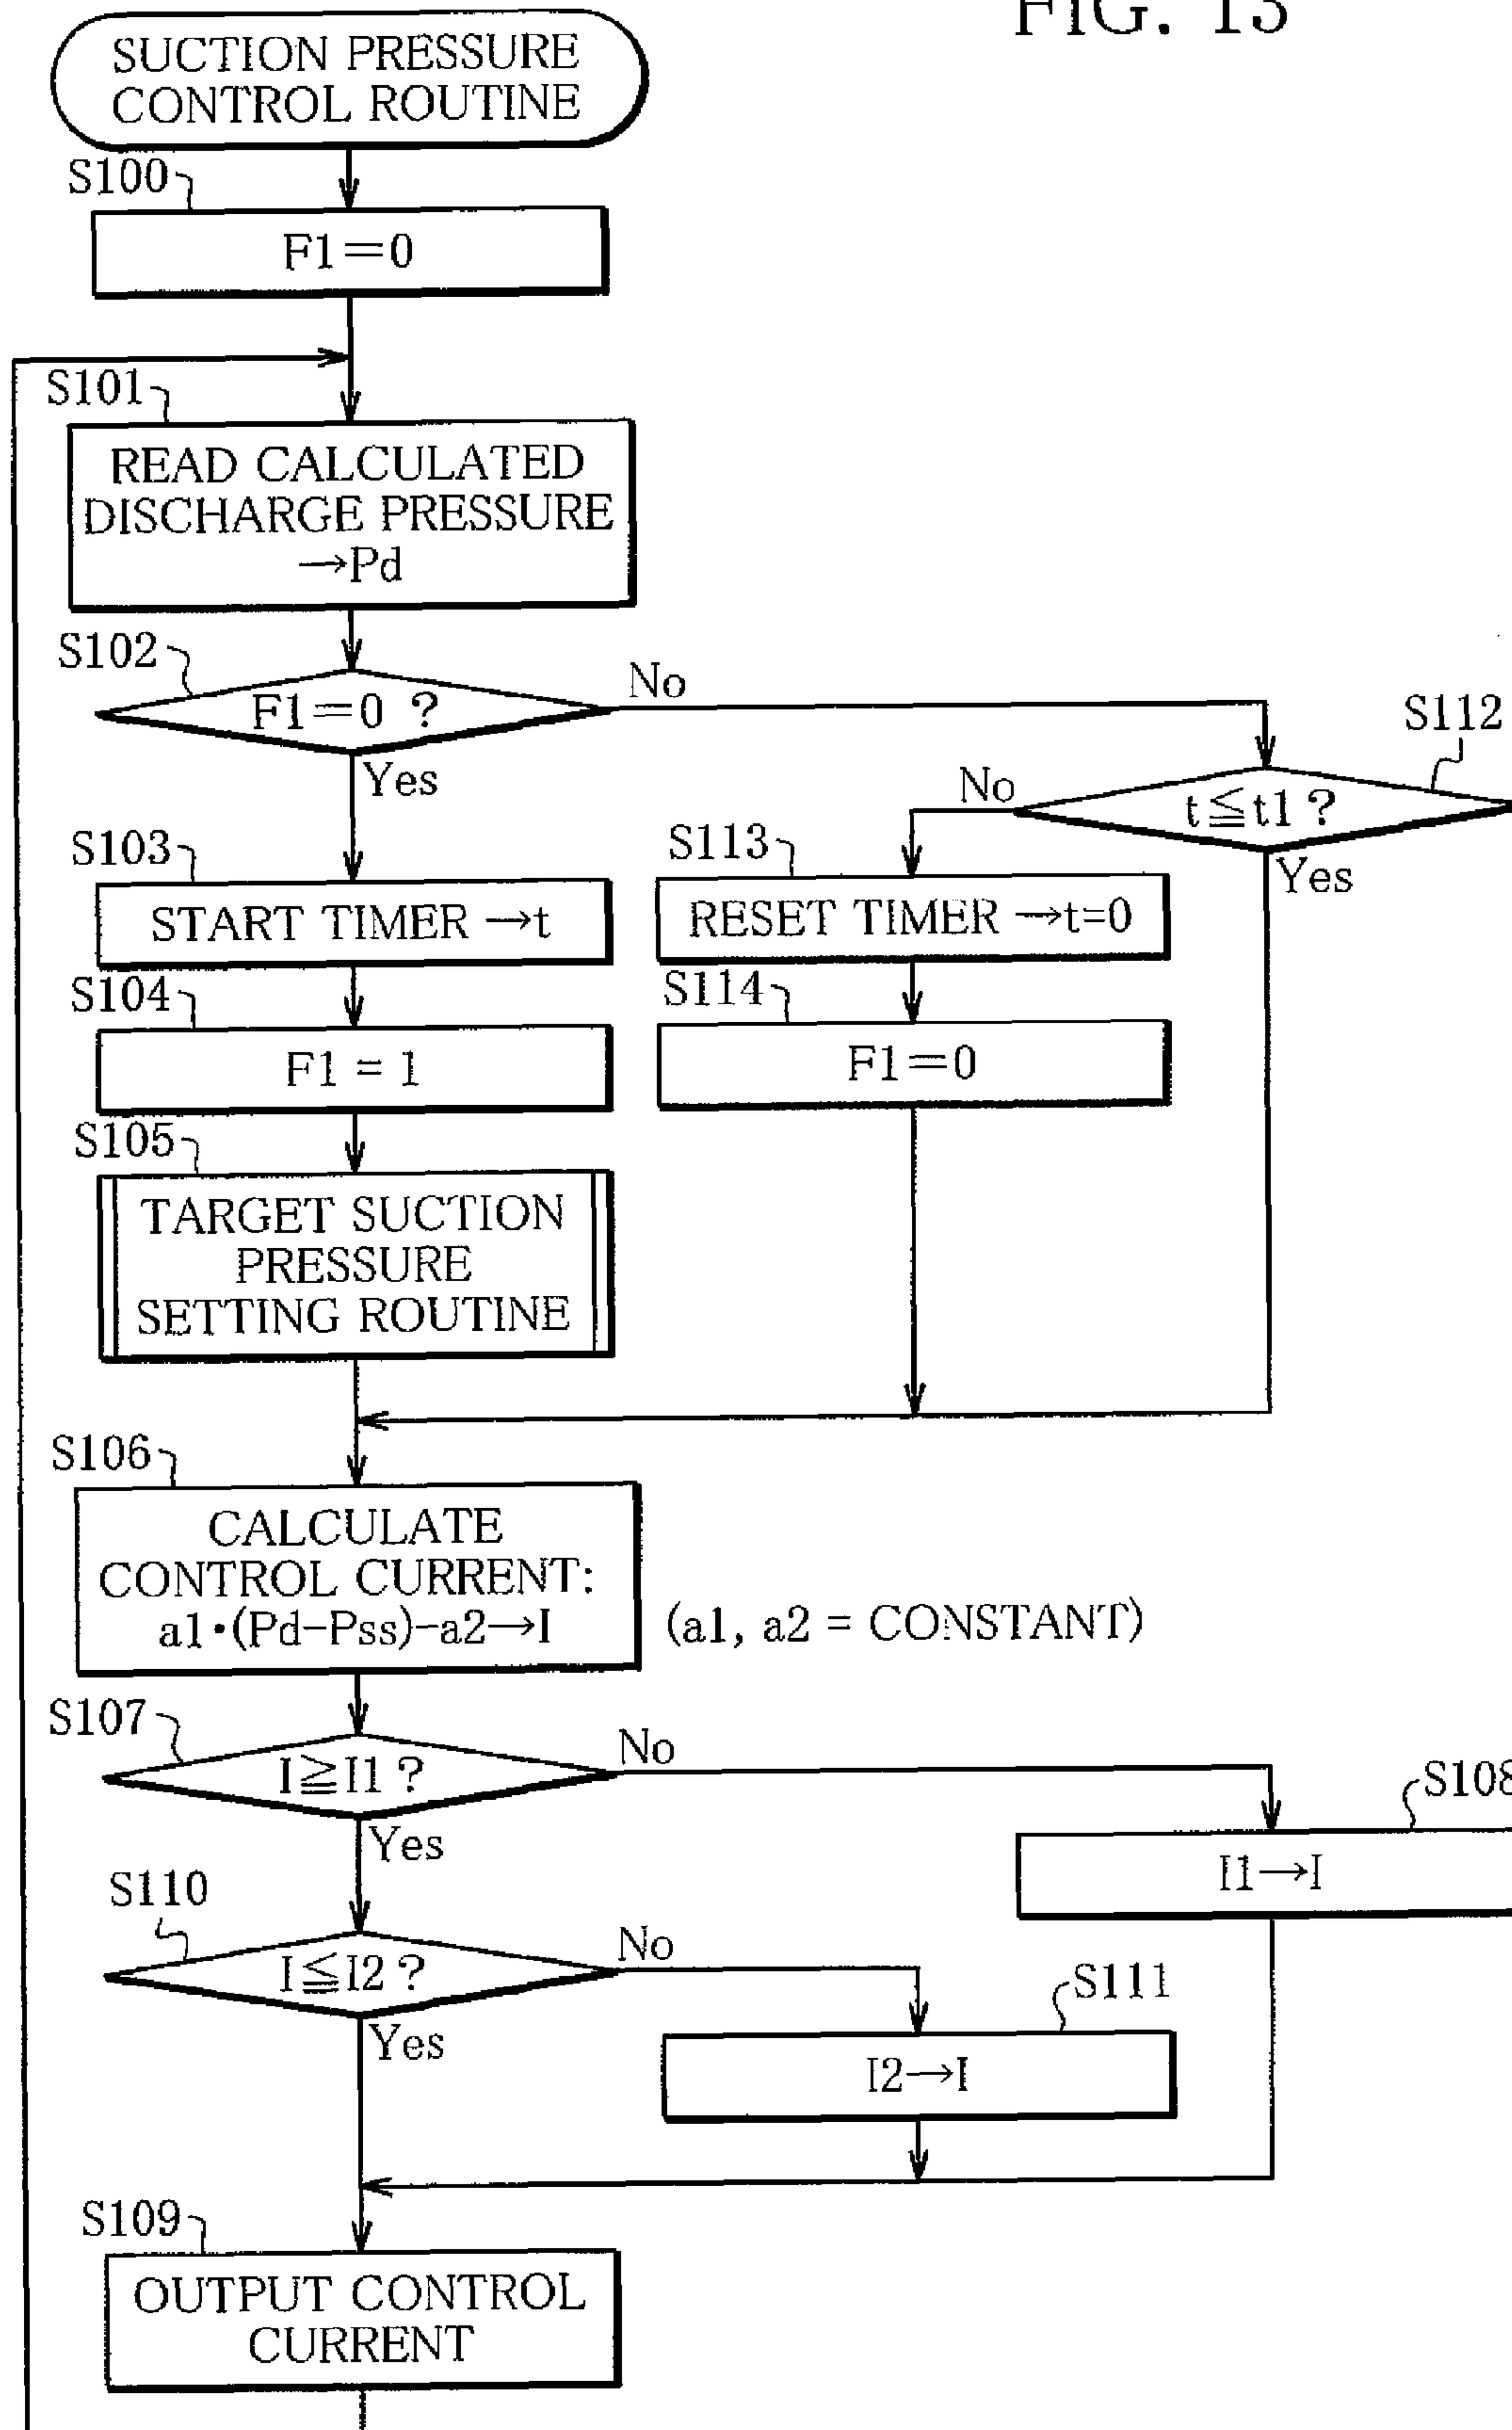 FIG. 13
SUCTION PRESSURE
CONTROL ROUTINE
S100
F1=0
S101
READ CALCULATED
DISCHARGE PRESSURE
→Pd
S102
F1=0 ?
No
Yes
S112
t≦t1 ?
No
Yes
S103
START TIMER →t
S113
RESET TIMER →t=0
S104
F1 = 1
S114
F1=0
S105
TARGET SUCTION
PRESSURE
SETTING ROUTINE
S106
CALCULATE
CONTROL CURRENT:
a1•(Pd-Pss)-a2→I
(a1, a2 = CONSTANT)
S107
I≧I1 ?
No
Yes
S108
I1→I
S110
I≦I2 ?
No
Yes
S111
I2→I
S109
OUTPUT CONTROL
CURRENT